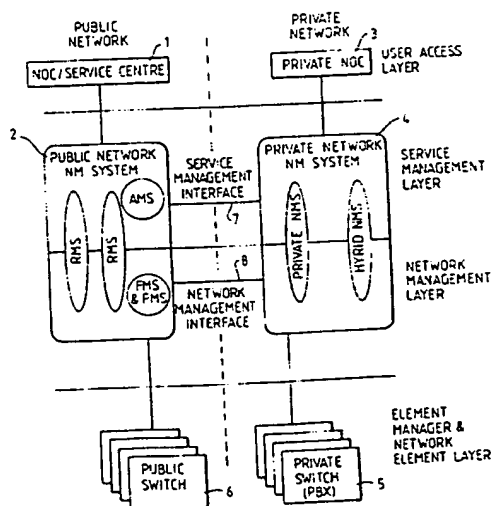 PUBLIC
NETWORK
1
NOC/SERVICE CENTRE
PRIVATE
NETWORK
3
PRIVATE NOC
USER ACCESS
LAYER
2
PUBLIC NETWORK
NM SYSTEM
AMS
RMS
RMS
FMS
& FMS
SERVICE
MANAGEMENT
INTERFACE
7
8
NETWORK
MANAGEMENT
INTERFACE
4
PRIVATE NETWORK
NM SYSTEM
PRIVATE NMS
HYRID NMS
SERVICE
MANAGEMENT
LAYER
NETWORK
MANAGEMENT
LAYER
PUBLIC
SWITCH
6
PRIVATE
SWITCH
(PBX)
5
ELEMENT
MANAGER &
NETWORK
ELEMENT LAYER